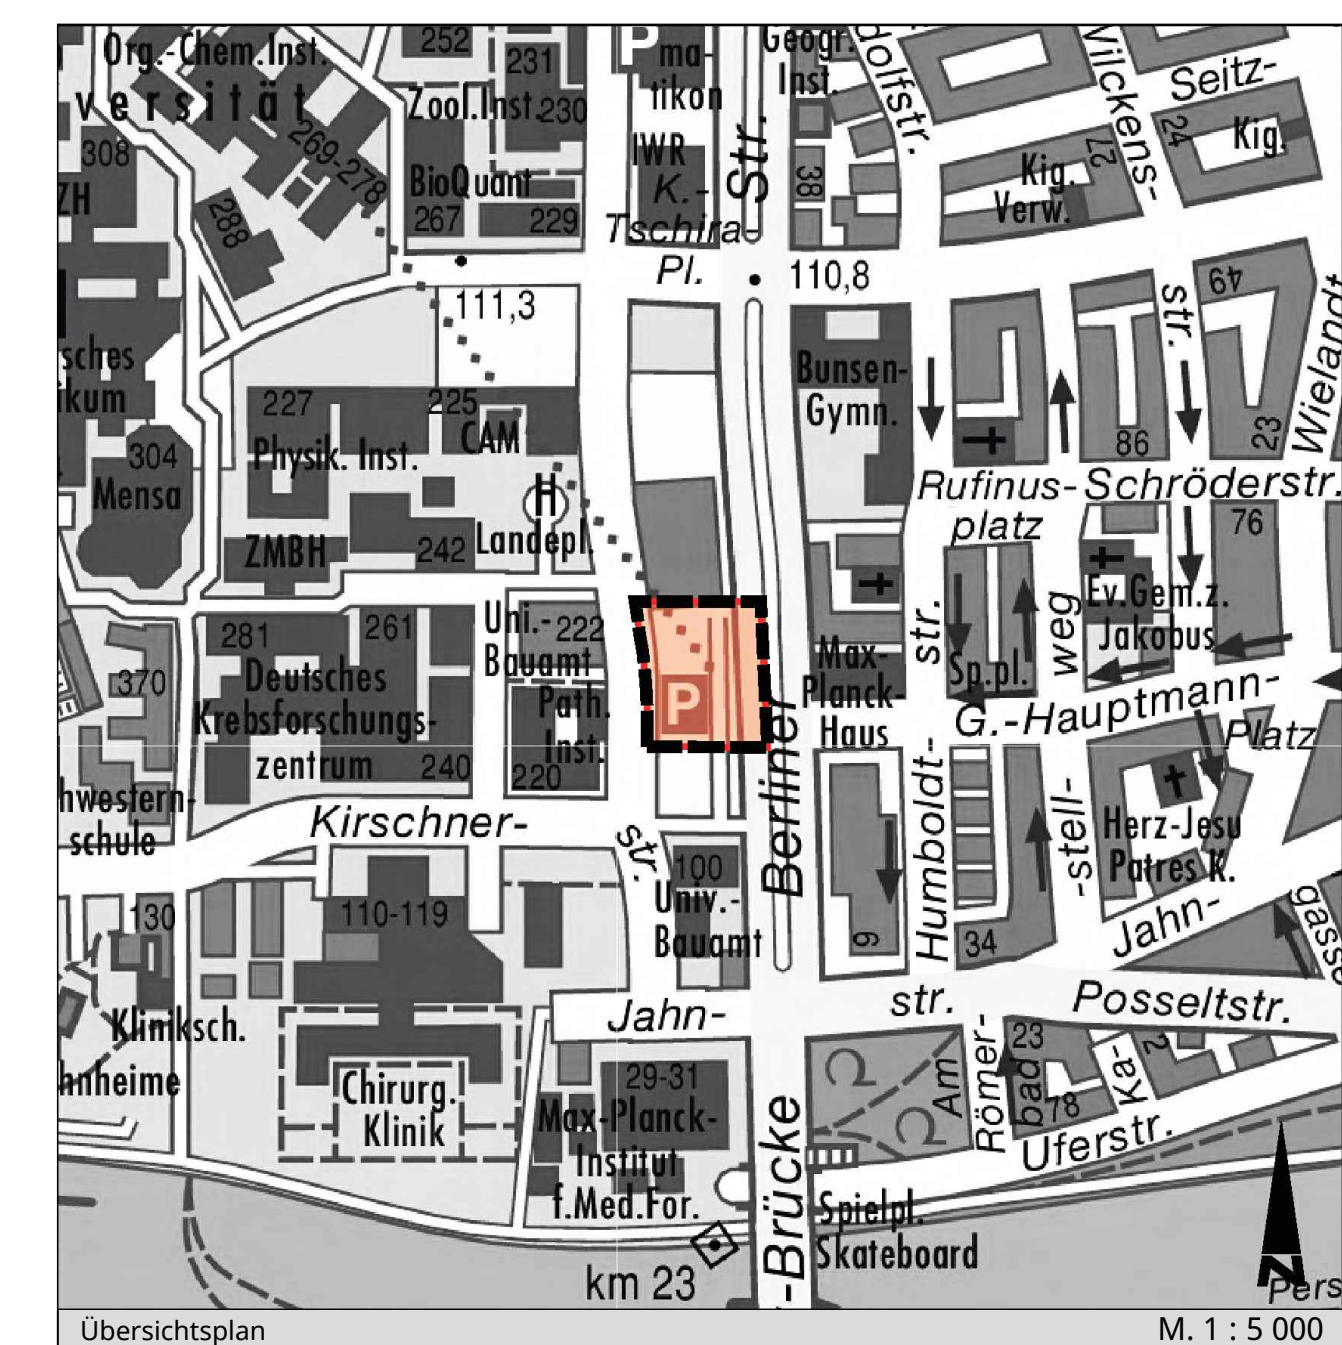 Org.-Chem.Inst.
versität
252
231
P
ma-
tikon
Geogr.
Inst.
dolfstr.
Wilckens-
Seitz-
Zool.Inst.
230
308
ZH
269-278
288
BioQuant
267
229
IWR
K.-
Tschira-
Pl.
Str.
38
27
24
Kig.
Kig.
Verw.
111,3
110,8
49
str.
Wieland
sches
ikum
227
225
CAM
Physik. Inst.
304
Mensa
Bunsen-
Gymn.
86
23
Rufinus-
platz
Schröderstr.
76
H
Landepl.
ZMBH
242
281
261
Uni.-
Bauamt
222
Deutsches
Krebsforschungs-
zentrum
240
370
Path.
Inst.
220
P
Max-
Planck-
Haus
str.
Sp.pl.
weg
Ev.Gem.z.
Jakobus
G.-Hauptmann-
Platz
hwestern-
schule
Kirschner-
str.
Berliner
Humboldt-
-stell-
Herz-Jesu
Patres K.
100
Univ.-
Bauamt
130
110-119
9
34
Jahn-
gasse
Kliniksch.
Jahn-
str.
Posseltstr.
hnheime
Chirurg.
Klinik
29-31
Max-Planck-
Institut
f.Med.For.
Am
Römer-
bad
23
78
Ka-
2
Uferstr.
-Brücke
Spielpl.
Skateboard
km 23
N
Pers
Übersichtsplan
M. 1 : 5 000